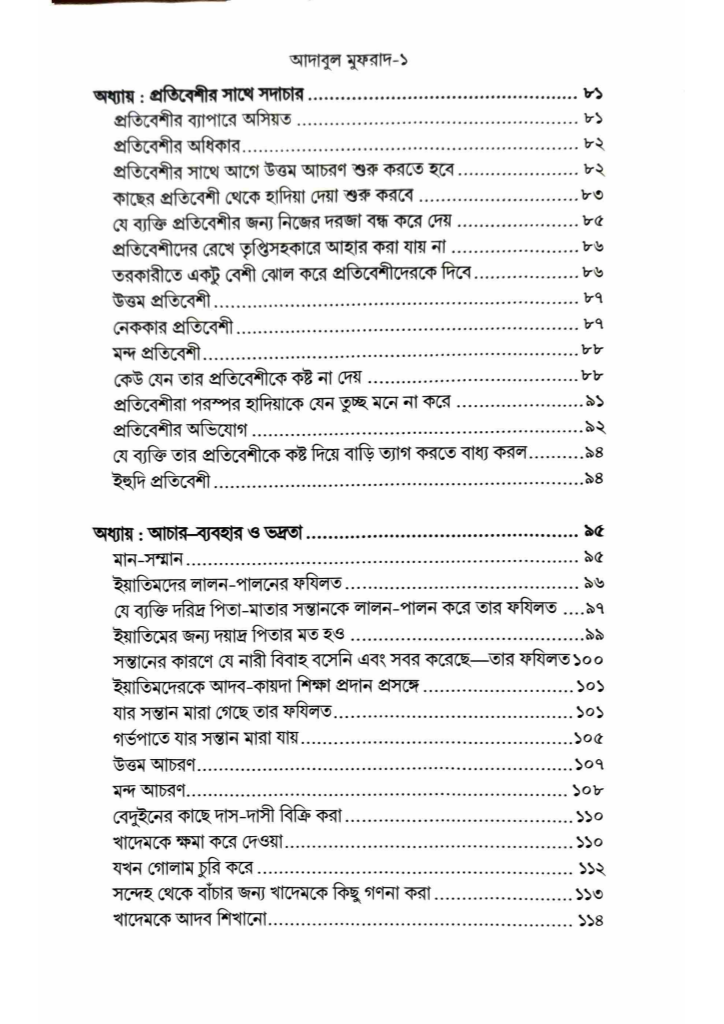 আদাবুল মুফরাদ-১
অধ্যায় : প্রতিবেশীর সাথে সদাচার ................................................ ৮১
প্রতিবেশীর ব্যাপারে অসিয়ত .................................................. ৮১
প্রতিবেশীর অধিকার............................................................ ৮২
প্রতিবেশীর সাথে আগে উত্তম আচরণ শুরু করতে হবে ..................... ৮২
কাছের প্রতিবেশী থেকে হাদিয়া দেয়া শুরু করবে ............................ ৮৩
যে ব্যক্তি প্রতিবেশীর জন্য নিজের দরজা বন্ধ করে দেয় ..................... ৮৫
প্রতিবেশীদের রেখে তৃপ্তিসহকারে আহার করা যায় না ...................... ৮৬
তরকারীতে একটু বেশী ঝোল করে প্রতিবেশীদেরকে দিবে.................. ৮৬
উত্তম প্রতিবেশী ................................................................ ৮৭
নেককার প্রতিবেশী ............................................................. ৮৭
মন্দ প্রতিবেশী.................................................................. ৮৮
কেউ যেন তার প্রতিবেশীকে কষ্ট না দেয় ..................................... ৮৮
প্রতিবেশীরা পরস্পর হাদিয়াকে যেন তুচ্ছ মনে না করে ......................৯১
প্রতিবেশীর অভিযোগ ..........................................................৯২
যে ব্যক্তি তার প্রতিবেশীকে কষ্ট দিয়ে বাড়ি ত্যাগ করতে বাধ্য করল..........৯৪
ইহুদি প্রতিবেশী ................................................................৯৪
অধ্যায় : আচার–ব্যবহার ও ভদ্রতা ................................................ ৯৫
মান-সম্মান...................................................................... ৯৫
ইয়াতিমদের লালন-পালনের ফযিলত ......................................... ৯৬
যে ব্যক্তি দরিদ্র পিতা-মাতার সন্তানকে লালন-পালন করে তার ফযিলত ....৯৭
ইয়াতিমের জন্য দয়ার্দ্র পিতার মত হও ........................................ ৯৯
সন্তানের কারণে যে নারী বিবাহ বসেনি এবং সবর করেছে—তার ফযিলত ১০০
ইয়াতিমদেরকে আদব-কায়দা শিক্ষা প্রদান প্রসঙ্গে ...........................১০১
যার সন্তান মারা গেছে তার ফযিলত...........................................১০১
গর্ভপাতে যার সন্তান মারা যায়................................................১০৫
উত্তম আচরণ...................................................................১০৭
মন্দ আচরণ.................................................................... ১০৮
বেদুইনের কাছে দাস-দাসী বিক্রি করা ........................................১১০
খাদেমকে ক্ষমা করে দেওয়া...................................................১১০
যখন গোলাম চুরি করে ....................................................... ১১২
সন্দেহ থেকে বাঁচার জন্য খাদেমকে কিছু গণনা করা .........................১১৩
খাদেমকে আদব শিখানো..................................................... ১১৪